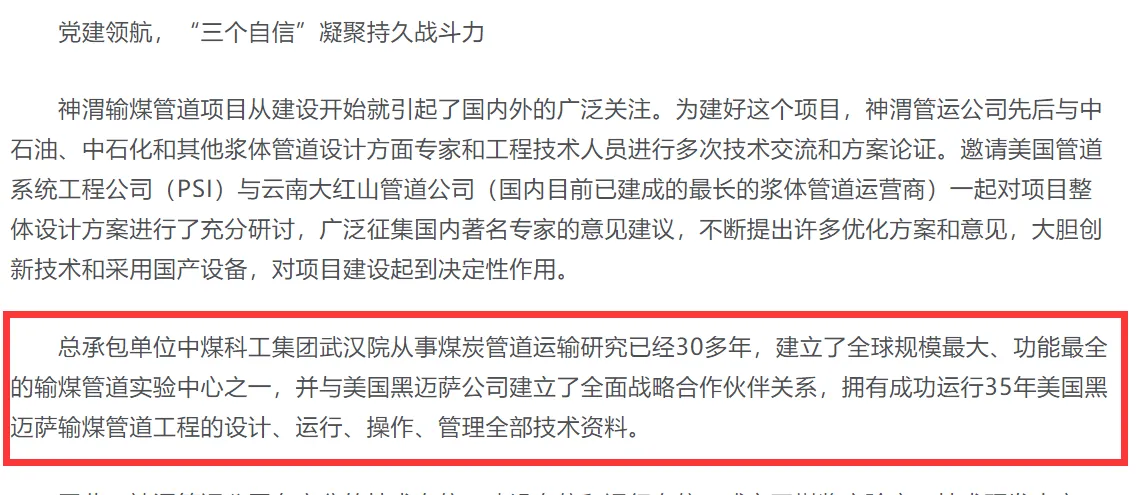 党建领航，“三个自信”凝聚持久战斗力
神渭输煤管道项目从建设开始就引起了国内外的广泛关注。为建好这个项目，神渭管运公司先后与中
石油、中石化和其他浆体管道设计方面专家和工程技术人员进行多次技术交流和方案论证。邀请美国管道
系统工程公司（PSI）与云南大红山管道公司（国内目前已建成的最长的浆体管道运营商）一起对项目整
体设计方案进行了充分研讨，广泛征集国内著名专家的意见建议，不断提出许多优化方案和意见，大胆创
新技术和采用国产设备，对项目建设起到决定性作用。
总承包单位中煤科工集团武汉院从事煤炭管道运输研究已经30多年，建立了全球规模最大、功能最全
的输煤管道实验中心之一，并与美国黑迈萨公司建立了全面战略合作伙伴关系，拥有成功运行35年美国黑
迈萨输煤管道工程的设计、运行、操作、管理全部技术资料。